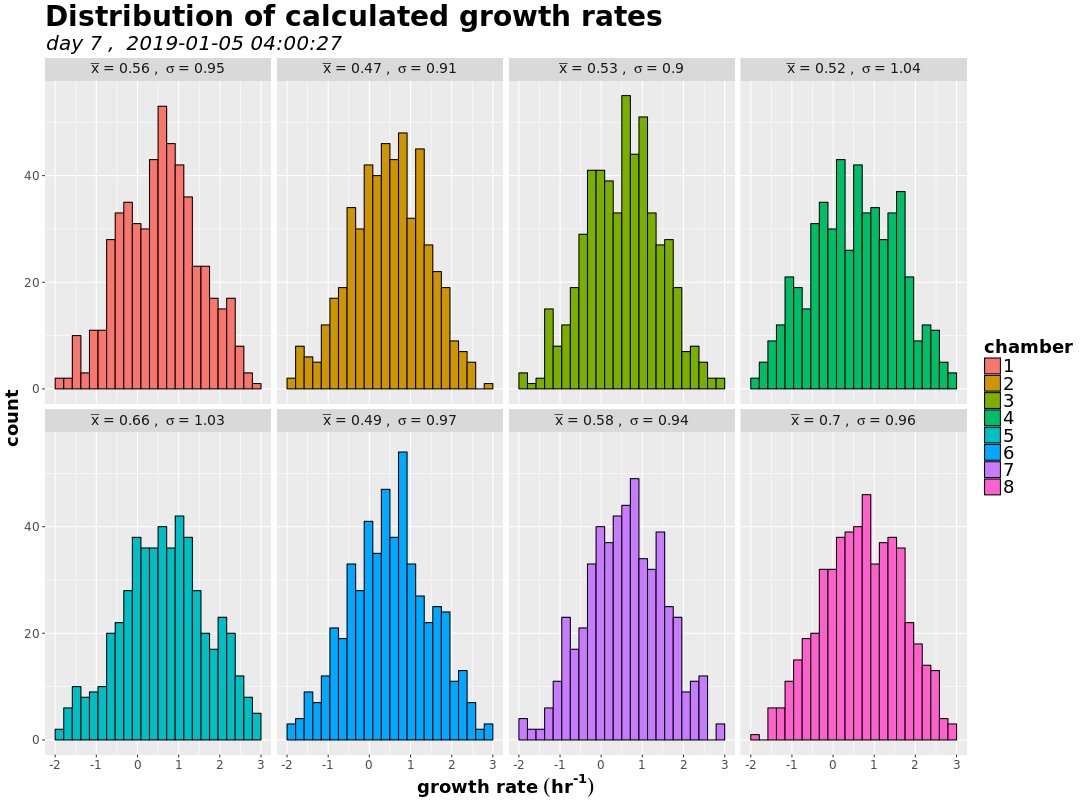 Distribution of calculated growth rates
day 7 , 2019-01-05 04:00:27
x̅ = 0.56 , σ = 0.95
x̅ = 0.47 , σ = 0.91
x̅ = 0.53 , σ = 0.9
x̅ = 0.52 , σ = 1.04
40
20
0
x̅ = 0.66 , σ = 1.03
x̅ = 0.49 , σ = 0.97
x̅ = 0.58 , σ = 0.94
x̅ = 0.7 , σ = 0.96
40
20
0
-2 -1 0 1 2 3
-2 -1 0 1 2 3
-2 -1 0 1 2 3
-2 -1 0 1 2 3
growth rate (hr⁻¹)
count
chamber
1
2
3
4
5
6
7
8